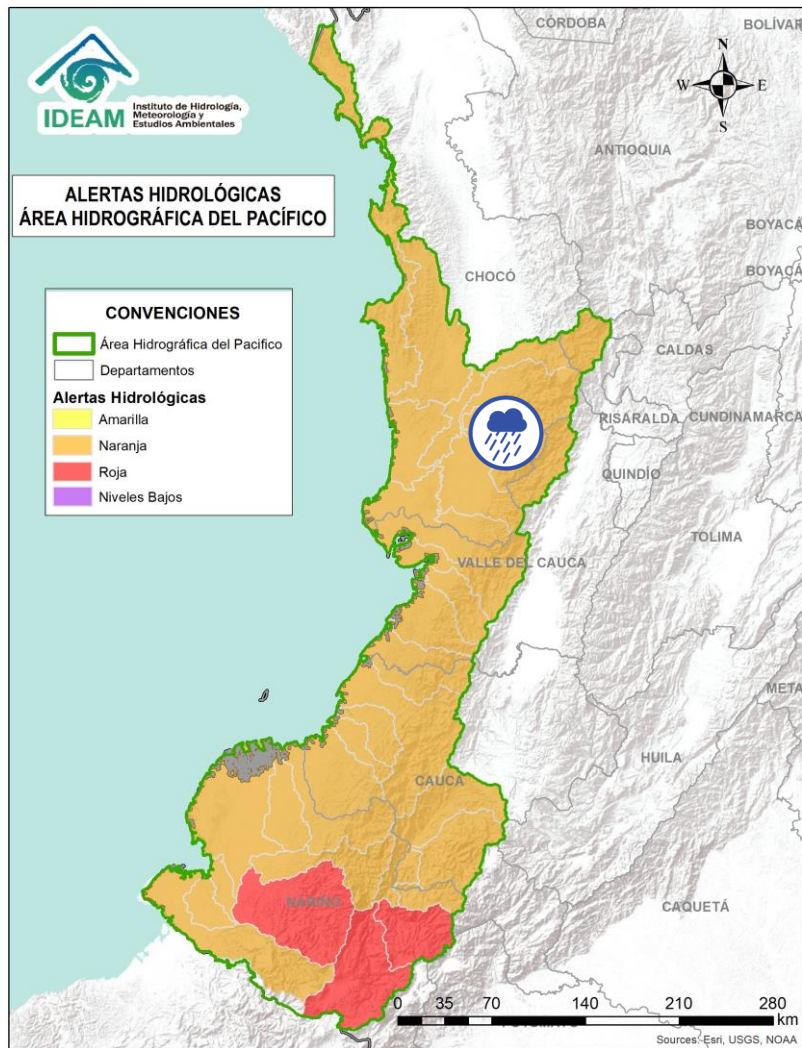 IDEAM
Instituto de Hidrología,
Meteorología y
Estudios Ambientales
ALERTAS HIDROLÓGICAS
ÁREA HIDROGRÁFICA DEL PACÍFICO
CONVENCIONES
Área Hidrográfica del Pacifico
Departamentos
Alertas Hidrológicas
Amarilla
Naranja
Roja
Niveles Bajos
N
W E
S
CÓRDOBA
BOLÍVAR
ANTIOQUIA
BOYACÁ
BOYACÁ
CHOCÓ
CALDAS
RISARALDA
CUNDINAMARCA
QUINDÍO
TOLIMA
VALLE DEL CAUCA
META
HUILA
CAUCA
NARIÑO
CAQUETÁ
0 35 70 140 210 280
km
Sources: Esri, USGS, NOAA